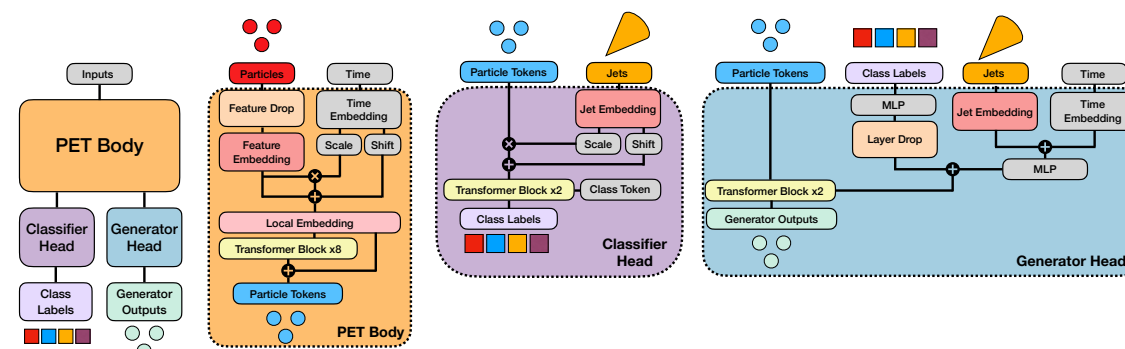 Inputs
PET Body
Classifier
Head
Generator
Head
Class
Labels
Generator
Outputs
Particles
Time
Feature Drop
Time
Embedding
Feature
Embedding
Scale
Shift
Local Embedding
Transformer Block x8
Particle Tokens
PET Body
Particle Tokens
Jets
Jet Embedding
Scale
Shift
Transformer Block x2
Class Token
Class Labels
Classifier
Head
Particle Tokens
Class Labels
Jets
Time
MLP
Jet Embedding
Time
Embedding
Layer Drop
MLP
Transformer Block x2
Generator Outputs
Generator Head